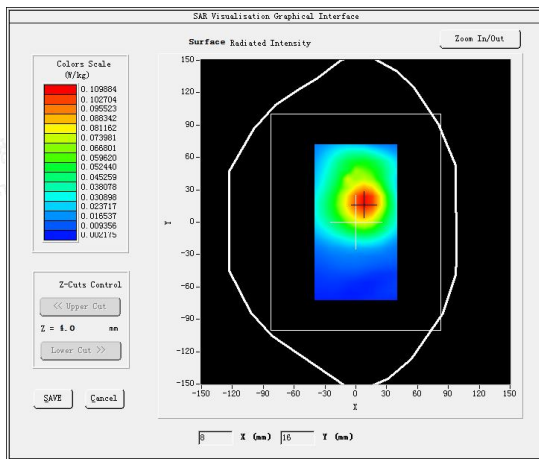 SAR Visualization Graphical Interface
Surface Radiated Intensity
Zoom In/Out
Colors Scale
(W/kg)
0.109884
0.102704
0.095523
0.088342
0.081162
0.073981
0.066801
0.059620
0.052440
0.045259
0.038078
0.030898
0.023717
0.016537
0.009356
0.002175
150
120
90
60
30
0
-30
-60
-90
-120
-150
Y
-150 -120 -90 -60 -30 0 30 60 90 120 150
X
Z-Cuts Control
<< Upper Cut
Z = mm
Lower Cut >>
SAVE Cancel
8 X (mm) 16 Y (mm)